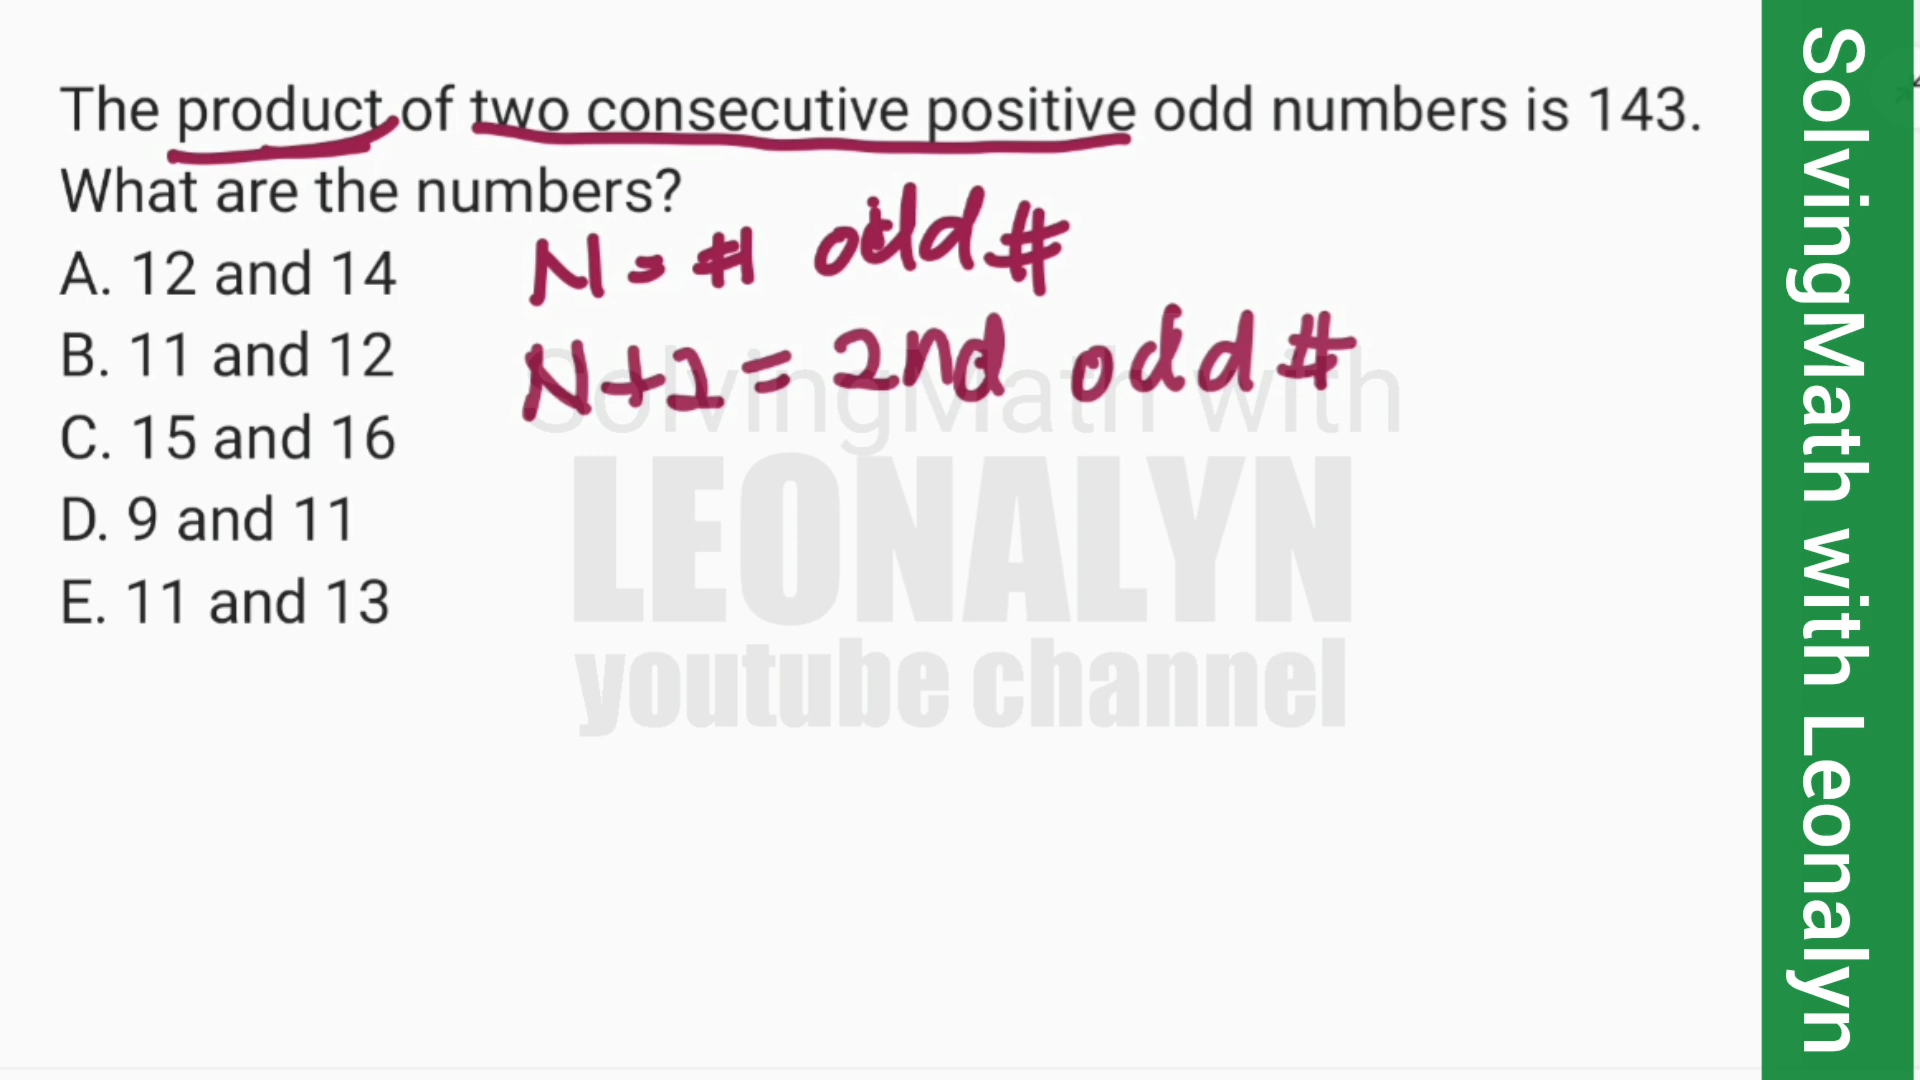 The product of two consecutive positive odd numbers is 143.
What are the numbers?
A. 12 and 14
B. 11 and 12
C. 15 and 16
D. 9 and 11
E. 11 and 13
N = # odd #
N + 2 = 2nd odd #
SolvingMath with
LEONALYN
youtube channel
SolvingMath with Leonalyn